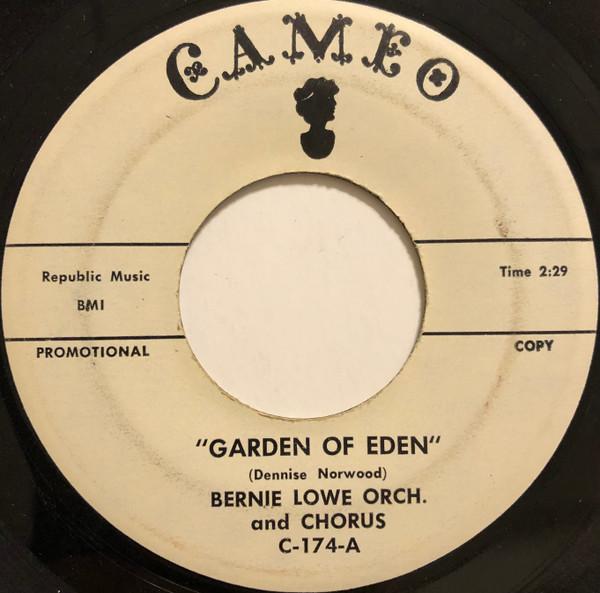 CAMEO
Republic Music
BMI
Time 2:29
PROMOTIONAL
COPY
"GARDEN OF EDEN"
(Dennise Norwood)
BERNIE LOWE ORCH.
and CHORUS
C-174-A